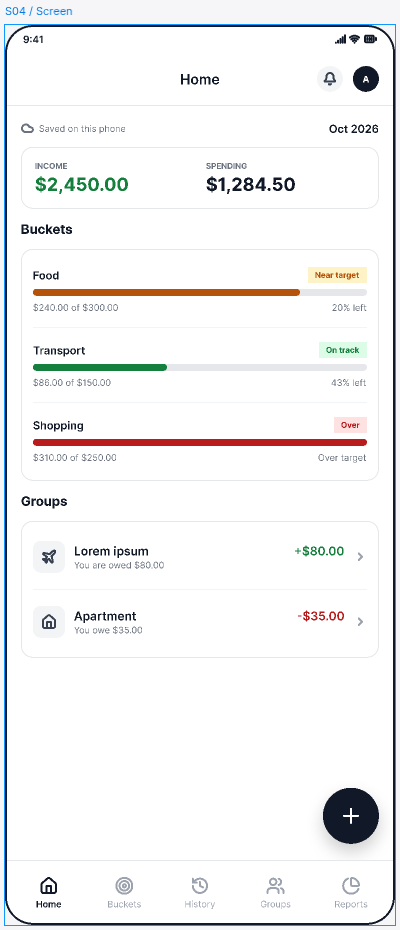 S04 / Screen
9:41
Home
A
Saved on this phone
Oct 2026
INCOME
SPENDING
$2,450.00
$1,284.50
Buckets
Food
Near target
$240.00 of $300.00
20% left
Transport
On track
$86.00 of $150.00
43% left
Shopping
Over
$310.00 of $250.00
Over target
Groups
Lorem ipsum
+$80.00
You are owed $80.00
Apartment
-$35.00
You owe $35.00
Home
Buckets
History
Groups
Reports